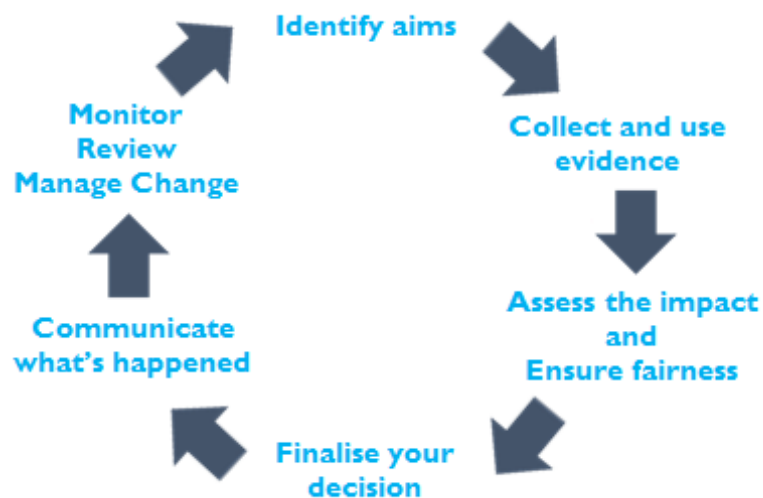 Identify aims
Collect and use
evidence
Assess the impact
and
Ensure fairness
Finalise your
decision
Communicate
what's happened
Monitor
Review
Manage Change